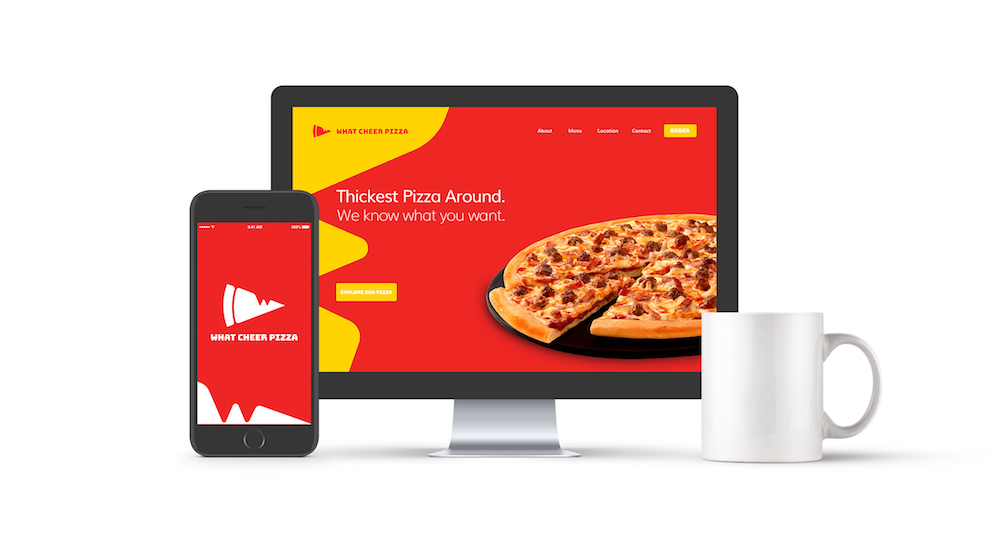 WHAT CHEER PIZZA
About Menu Location Contact ORDER
Thickest Pizza Around.
We know what you want.
EXPLORE OUR PIZZA
9:41 AM 100%
WHAT CHEER PIZZA